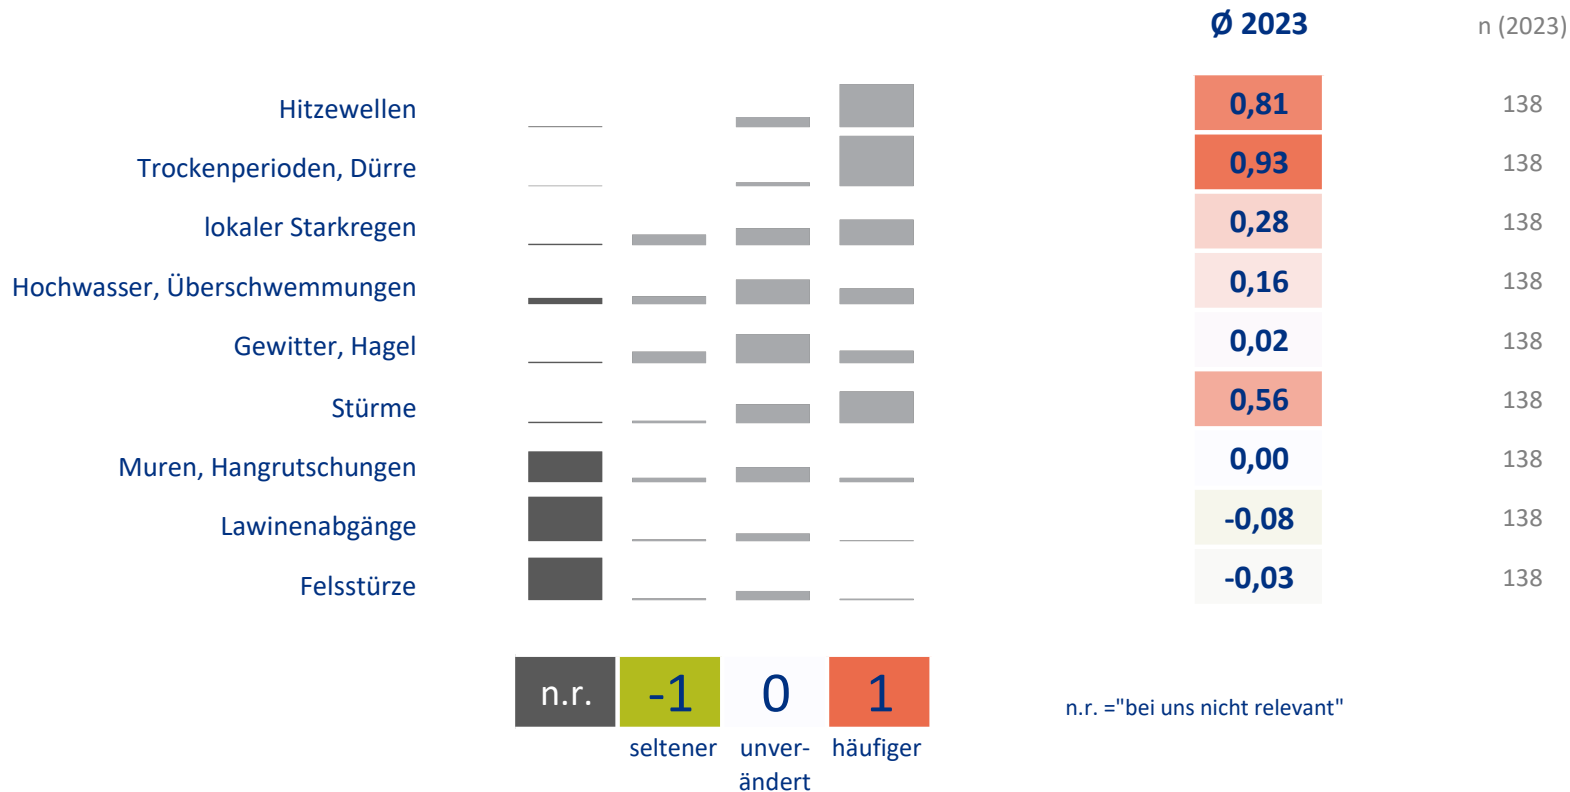 Ø 2023 n (2023)
Hitzewellen 0,81 138
Trockenperioden, Dürre 0,93 138
lokaler Starkregen 0,28 138
Hochwasser, Überschwemmungen 0,16 138
Gewitter, Hagel 0,02 138
Stürme 0,56 138
Muren, Hangrutschungen 0,00 138
Lawinenabgänge -0,08 138
Felsstürze -0,03 138
n.r. -1 0 1
n.r. ="bei uns nicht relevant"
seltener unver- häufiger
ändert